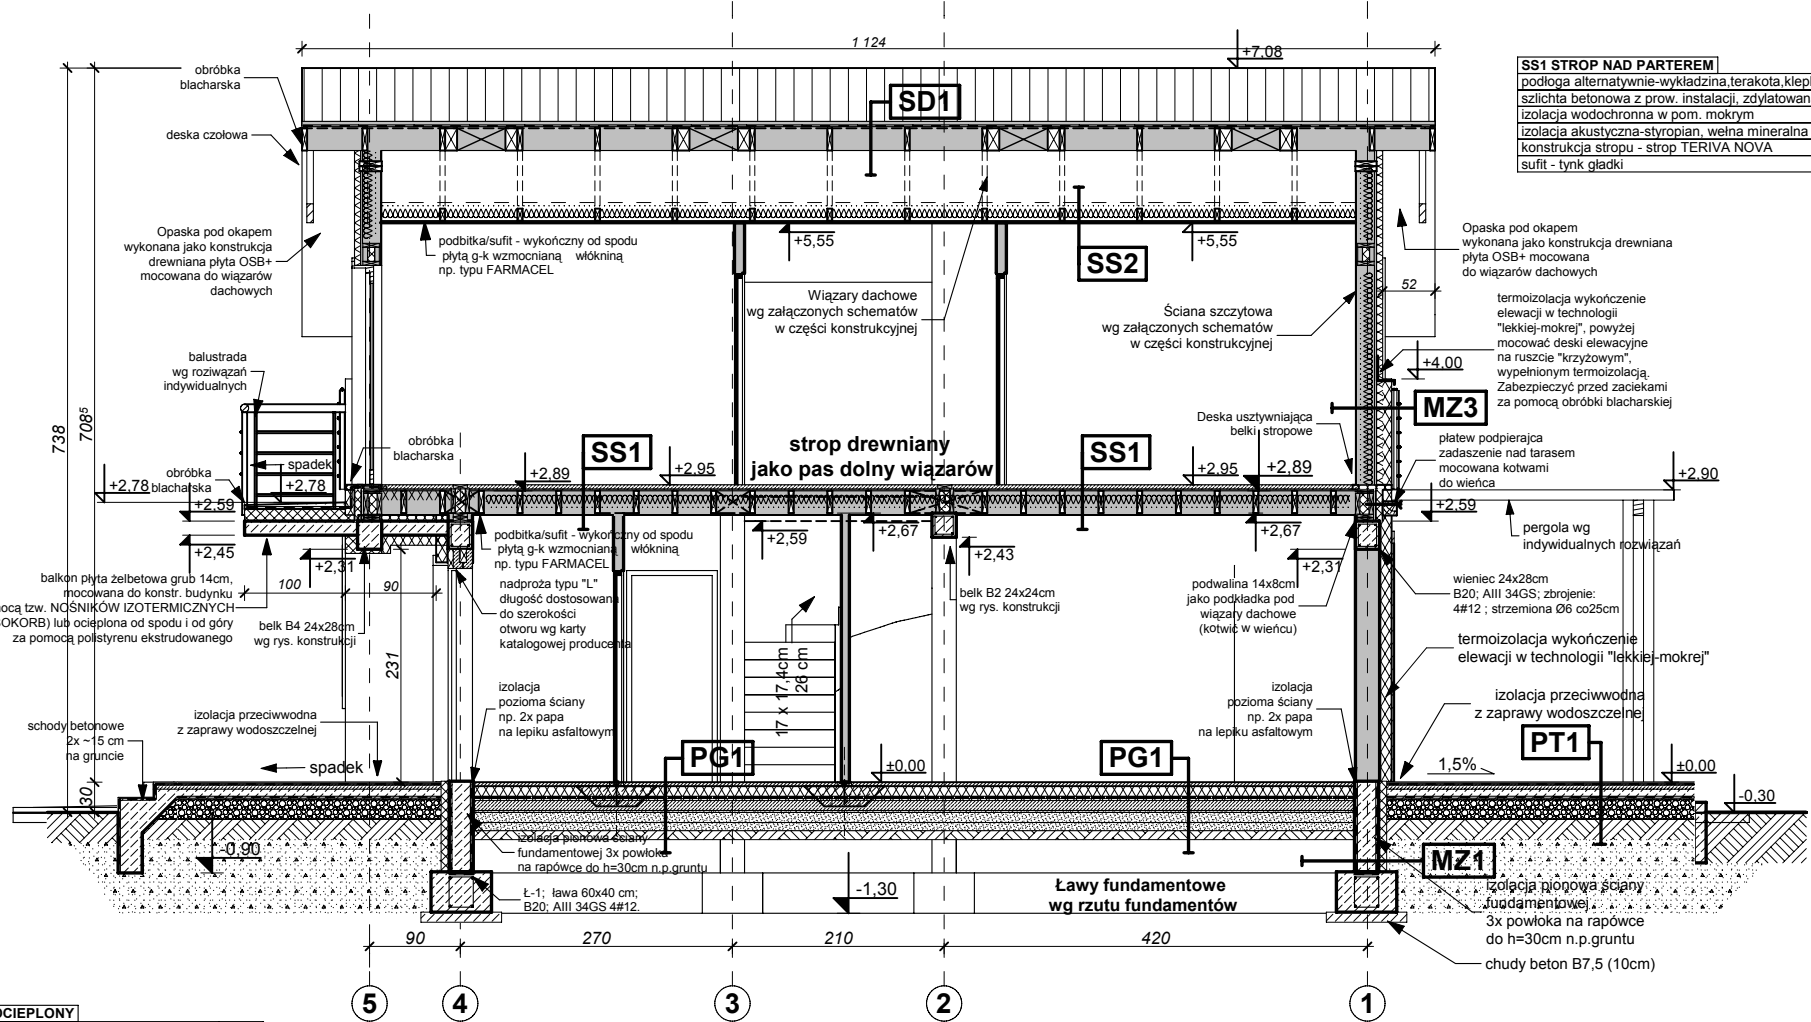 1 124
+7,08
obróbka
blacharska
deska czołowa
SD1
SS1 STROP NAD PARTEREM
podłoga alternatywnie-wykładzina,terakota,klep
szlichta betonowa z prow. instalacji, zdylatowan
izolacja wodochronna w pom. mokrym
izolacja akustyczna-styropian, wełna mineralna
konstrukcja stropu - strop TERIVA NOVA
sufit - tynk gładki
Opaska pod okapem
wykonana jako konstrukcja
drewniana płyta OSB+
mocowana do wiązarów
dachowych
podbitka/sufit - wykończny od spodu
płytą g-k wzmocnianą włókniną
np. typu FARMACEL
+5,55
+5,55
SS2
Opaska pod okapem
wykonana jako konstrukcja drewniana
płyta OSB+ mocowana
do wiązarów dachowych
52
Wiązary dachowe
wg załączonych schematów
w części konstrukcyjnej
Ściana szczytowa
wg załączonych schematów
w części konstrukcyjnej
termoizolacja wykończenie
elewacji w technologii
"lekkiej-mokrej", powyżej
mocować deski elewacyjne
na ruszcie "krzyżowym",
wypełnionym termoizolacją.
Zabezpieczyć przed zaciekami
za pomocą obróbki blacharskiej
+4,00
MZ3
balustrada
wg roziwązań
indywidualnych
738
708⁵
obróbka
blacharska
spadek
SS1
strop drewniany
jako pas dolny wiązarów
SS1
Deska usztywniająca
belki stropowe
płatew podpierajca
zadaszenie nad tarasem
mocowana kotwami
do wieńca
obróbka
blacharska
+2,78
+2,78
+2,89
+2,95
+2,95
+2,89
+2,90
+2,59
+2,45
+2,31
+2,59
+2,67
+2,43
+2,67
+2,31
+2,59
podbitka/sufit - wykończny od spodu
płytą g-k wzmocnianą włókniną
np. typu FARMACEL
pergola wg
indywidualnych rozwiązań
balkon płyta żelbetowa grub 14cm,
mocowana do konstr. budynku
ocą tzw. NOŚNIKÓW IZOTERMICZNYCH
OKORB) lub ocieplona od spodu i od góry
za pomocą polistyrenu ekstrudowanego
100
90
belk B4 24x28cm
wg rys. konstrukcji
nadproża typu "L"
długość dostosowana
do szerokości
otworu wg karty
katalogowej producenta
belk B2 24x24cm
wg rys. konstrukcji
podwalina 14x8cm
jako podkładka pod
wiązary dachowe
(kotwić w wieńcu)
wieniec 24x28cm
B20; AIII 34GS; zbrojenie:
4#12 ; strzemiona Ø6 co25cm
termoizolacja wykończenie
elewacji w technologii "lekkiej-mokrej"
231
17 x 17,4cm
26 cm
schody betonowe
2x ~15 cm
na gruncie
izolacja przeciwwodna
z zaprawy wodoszczelnej
izolacja
pozioma ściany
np. 2x papa
na lepiku asfaltowym
izolacja
pozioma ściany
np. 2x papa
na lepiku asfaltowym
izolacja przeciwwodna
z zaprawy wodoszczelnej
PT1
spadek
PG1
±0,00
PG1
1,5%
±0,00
30
-0,30
-0,90
izolacja pionowa ściany
fundamentowej 3x powłoka
na rapówce do h=30cm n.p.gruntu
MZ1
Ł-1; ława 60x40 cm;
B20; AIII 34GS 4#12.
-1,30
Ławy fundamentowe
wg rzutu fundamentów
izolacja pionowa ściany
fundamentowej
3x powłoka na rapówce
do h=30cm n.p.gruntu
chudy beton B7,5 (10cm)
90
270
210
420
5
4
3
2
1
OCIEPLONY